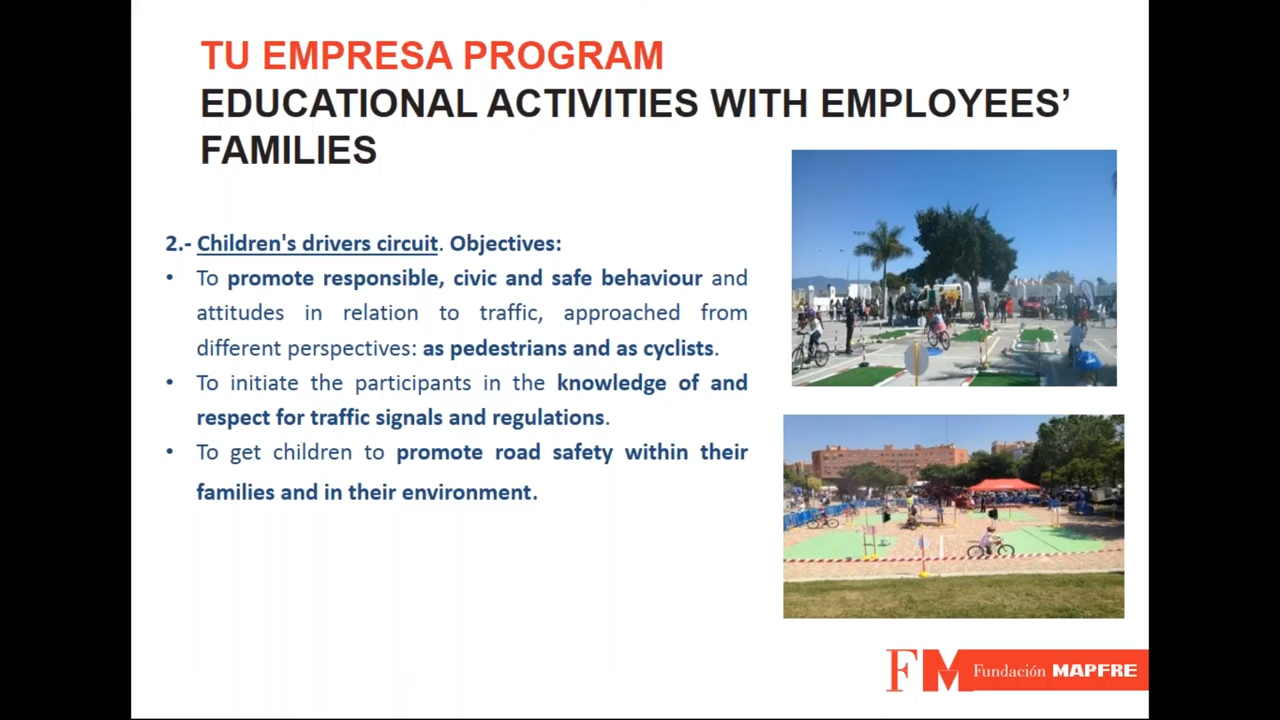 TU EMPRESA PROGRAM
EDUCATIONAL ACTIVITIES WITH EMPLOYEES’
FAMILIES
2.- Children's drivers circuit. Objectives:
• To promote responsible, civic and safe behaviour and
attitudes in relation to traffic, approached from
different perspectives: as pedestrians and as cyclists.
• To initiate the participants in the knowledge of and
respect for traffic signals and regulations.
• To get children to promote road safety within their
families and in their environment.
FM Fundación MAPFRE